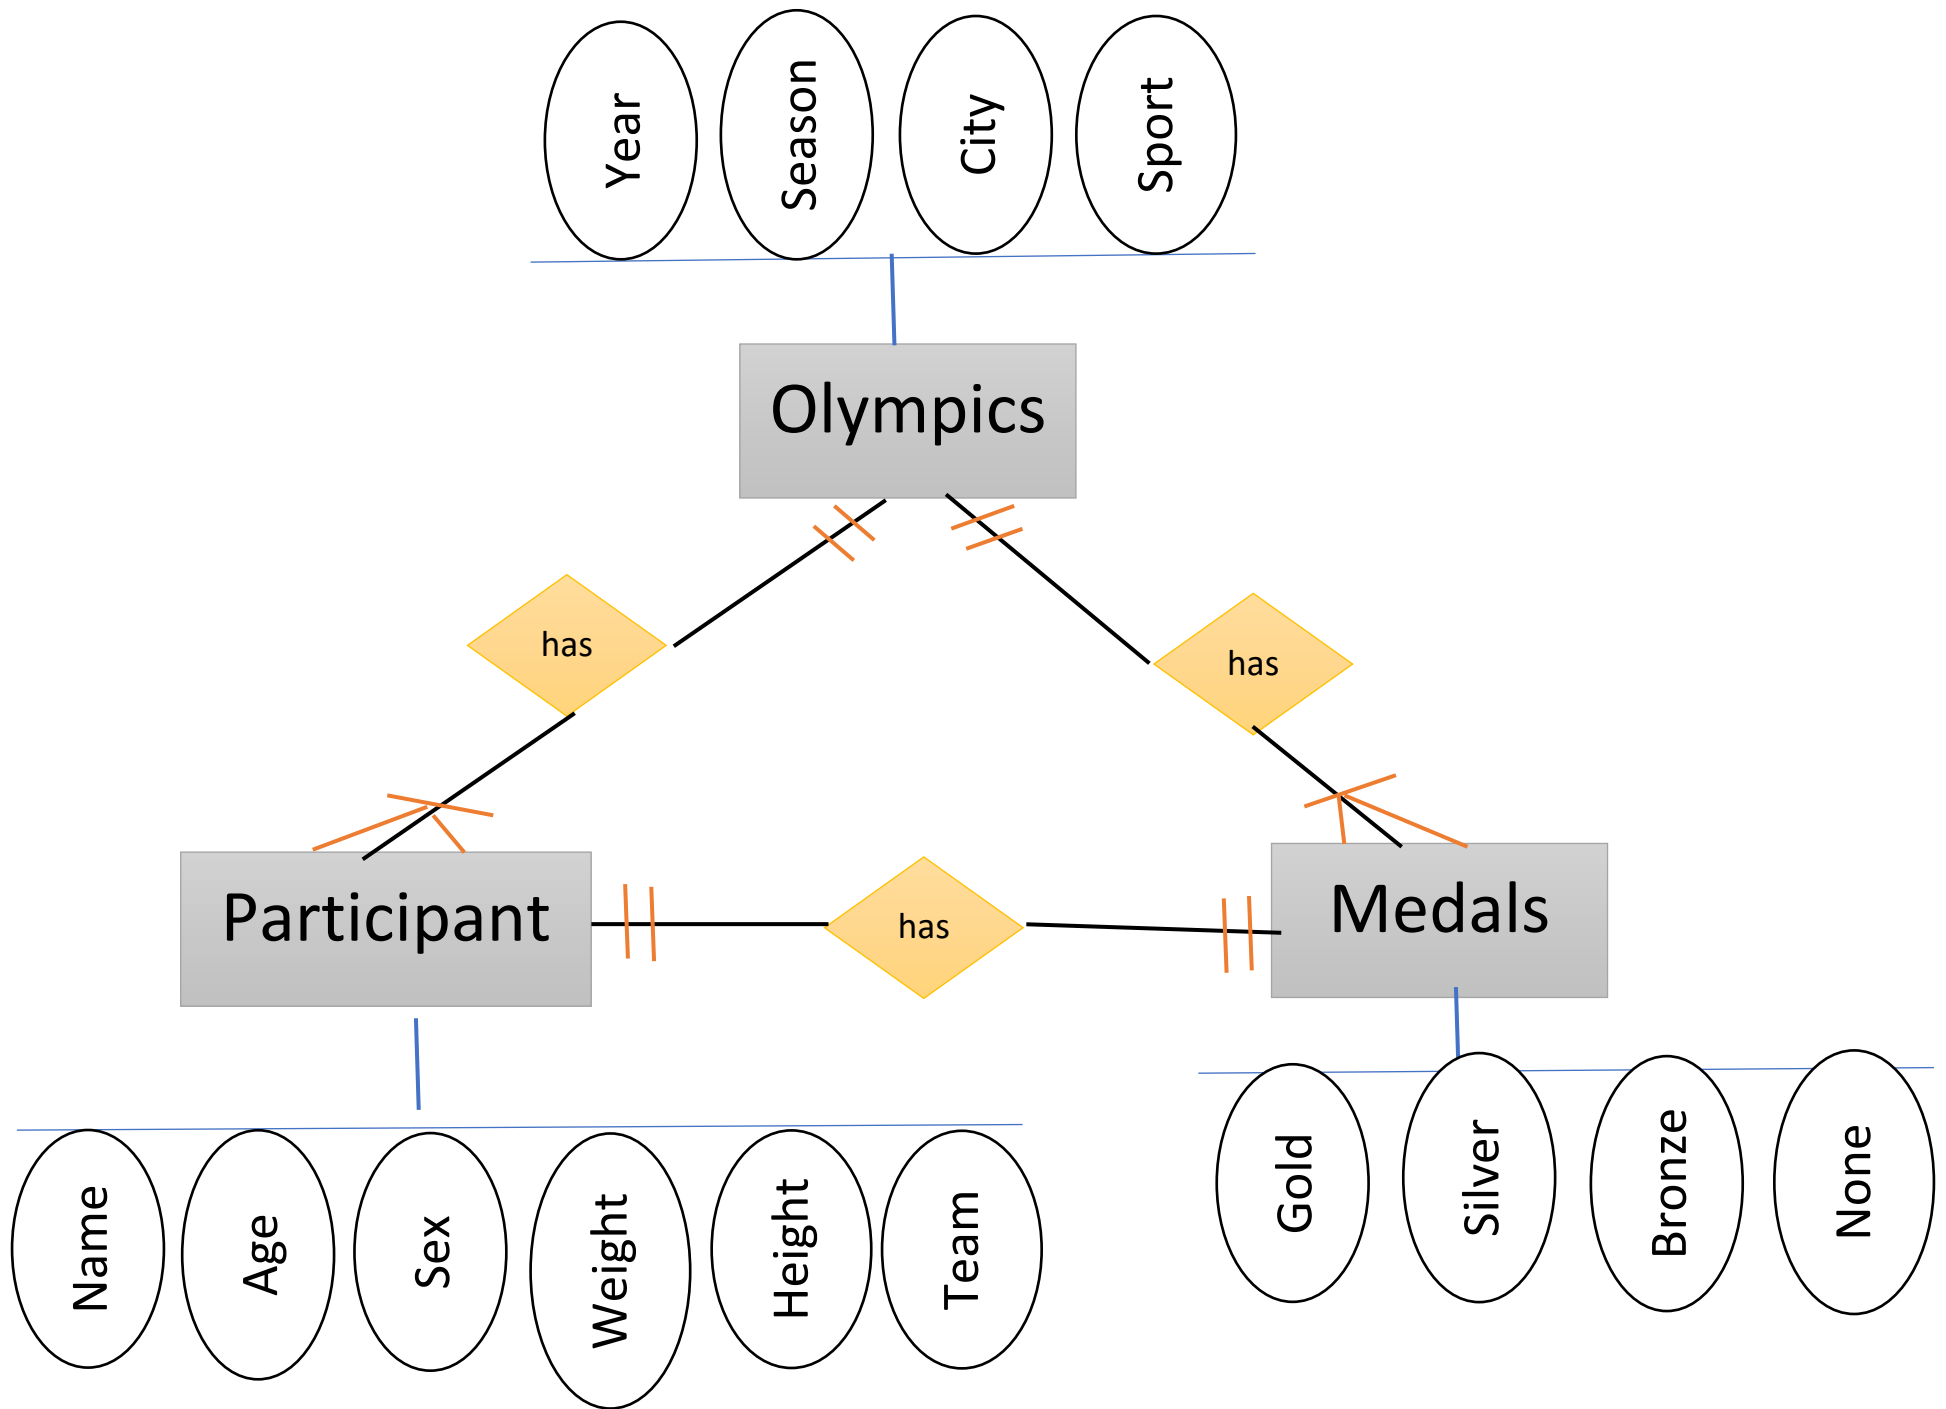 Year
Season
City
Sport
Olympics
has
has
Participant
has
Medals
Name
Age
Sex
Weight
Height
Team
Gold
Silver
Bronze
None